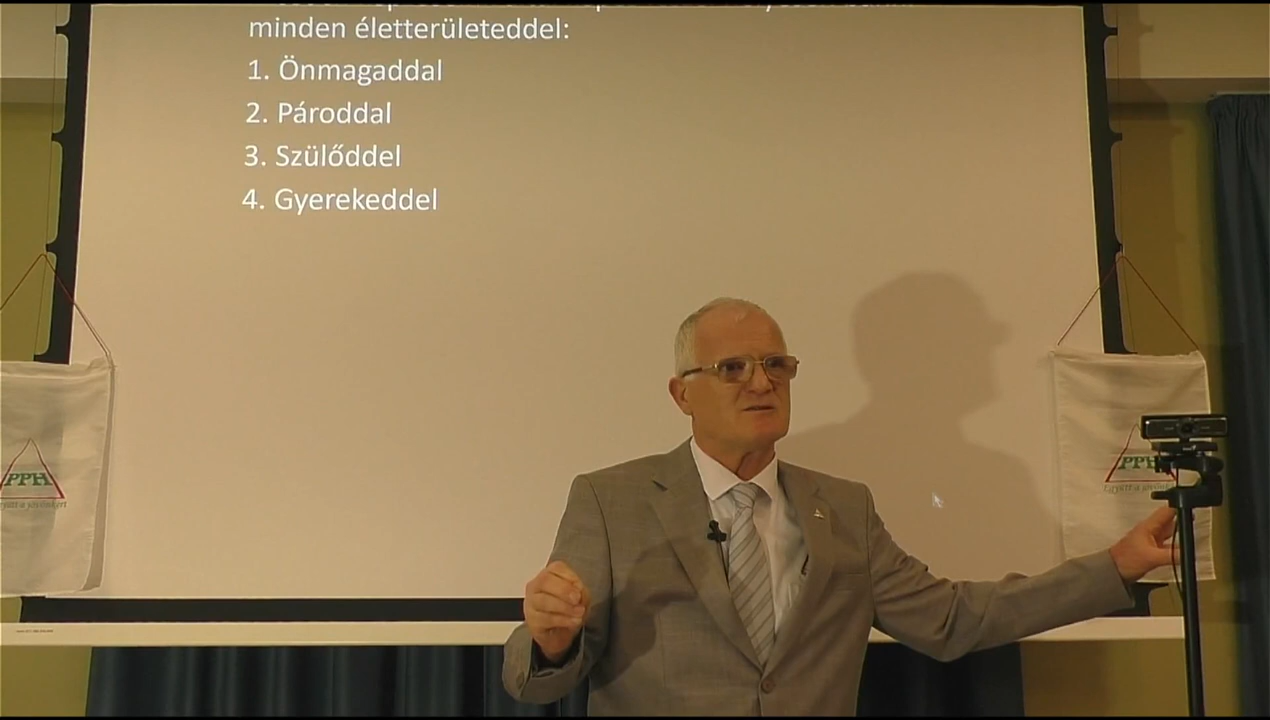 minden életterületeddel:
1. Önmagaddal
2. Pároddal
3. Szülőddel
4. Gyerekeddel
PPH
PPH